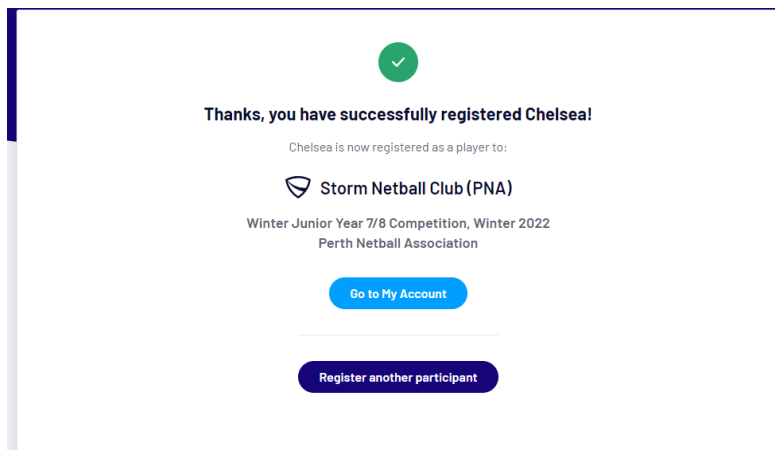 Thanks, you have successfully registered Chelsea!
Chelsea is now registered as a player to:
Storm Netball Club (PNA)
Winter Junior Year 7/8 Competition, Winter 2022
Perth Netball Association
Go to My Account
Register another participant